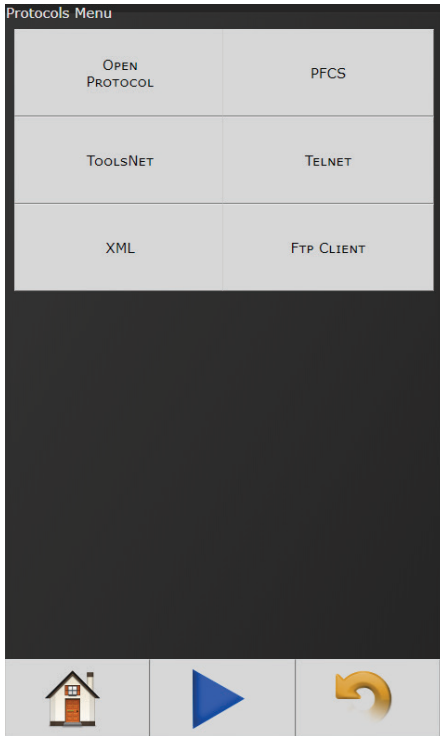 Protocols Menu
Open
Protocol
PFCS
ToolsNet
Telnet
XML
Ftp Client